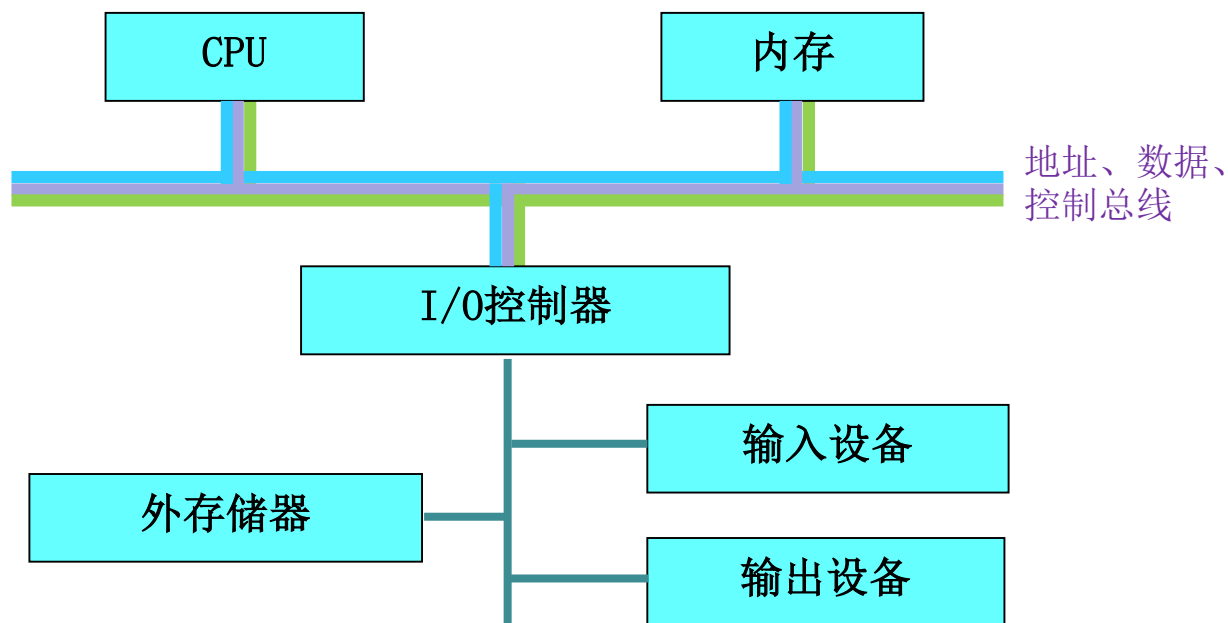 CPU
内存
地址、数据、
控制总线
I/O控制器
输入设备
外存储器
输出设备